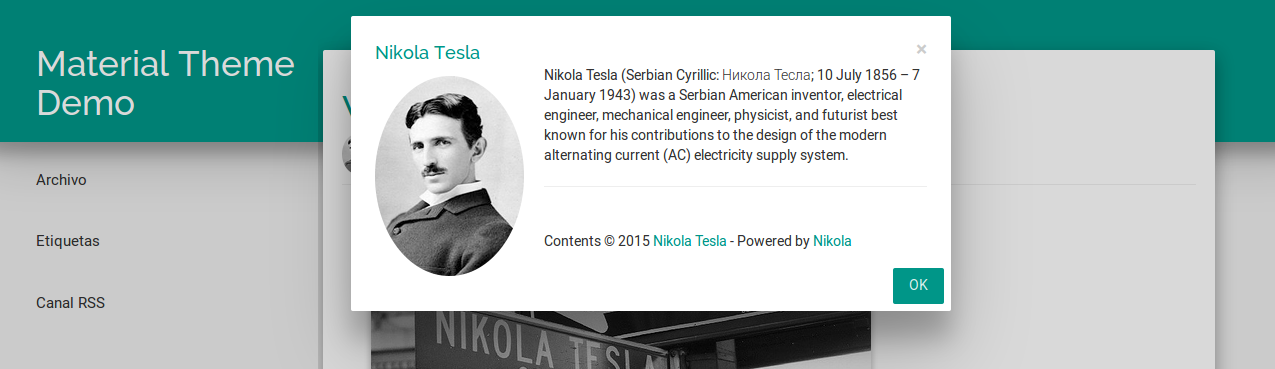 Material Theme
Demo
Archivo
Etiquetas
Canal RSS
Nikola Tesla
×
Nikola Tesla (Serbian Cyrillic: Никола Тесла; 10 July 1856 – 7
January 1943) was a Serbian American inventor, electrical
engineer, mechanical engineer, physicist, and futurist best
known for his contributions to the design of the modern
alternating current (AC) electricity supply system.
Contents © 2015 Nikola Tesla - Powered by Nikola
OK
NIKOLA TESLA